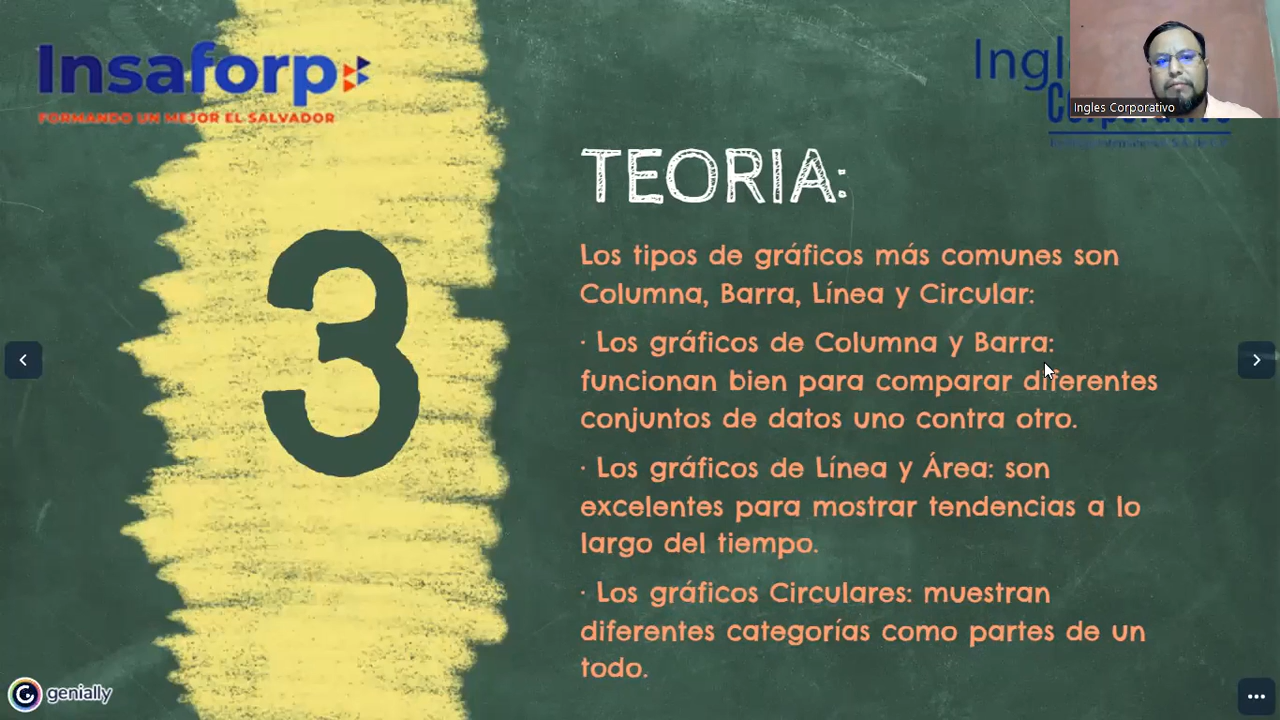 Insaforp
FORMANDO UN MEJOR EL SALVADOR
Ingles Corporativo
TEORIA:
Los tipos de gráficos más comunes son
Columna, Barra, Línea y Circular:
· Los gráficos de Columna y Barra:
funcionan bien para comparar diferentes
conjuntos de datos uno contra otro.
· Los gráficos de Línea y Área: son
excelentes para mostrar tendencias a lo
largo del tiempo.
· Los gráficos Circulares: muestran
diferentes categorías como partes de un
todo.
3
genially